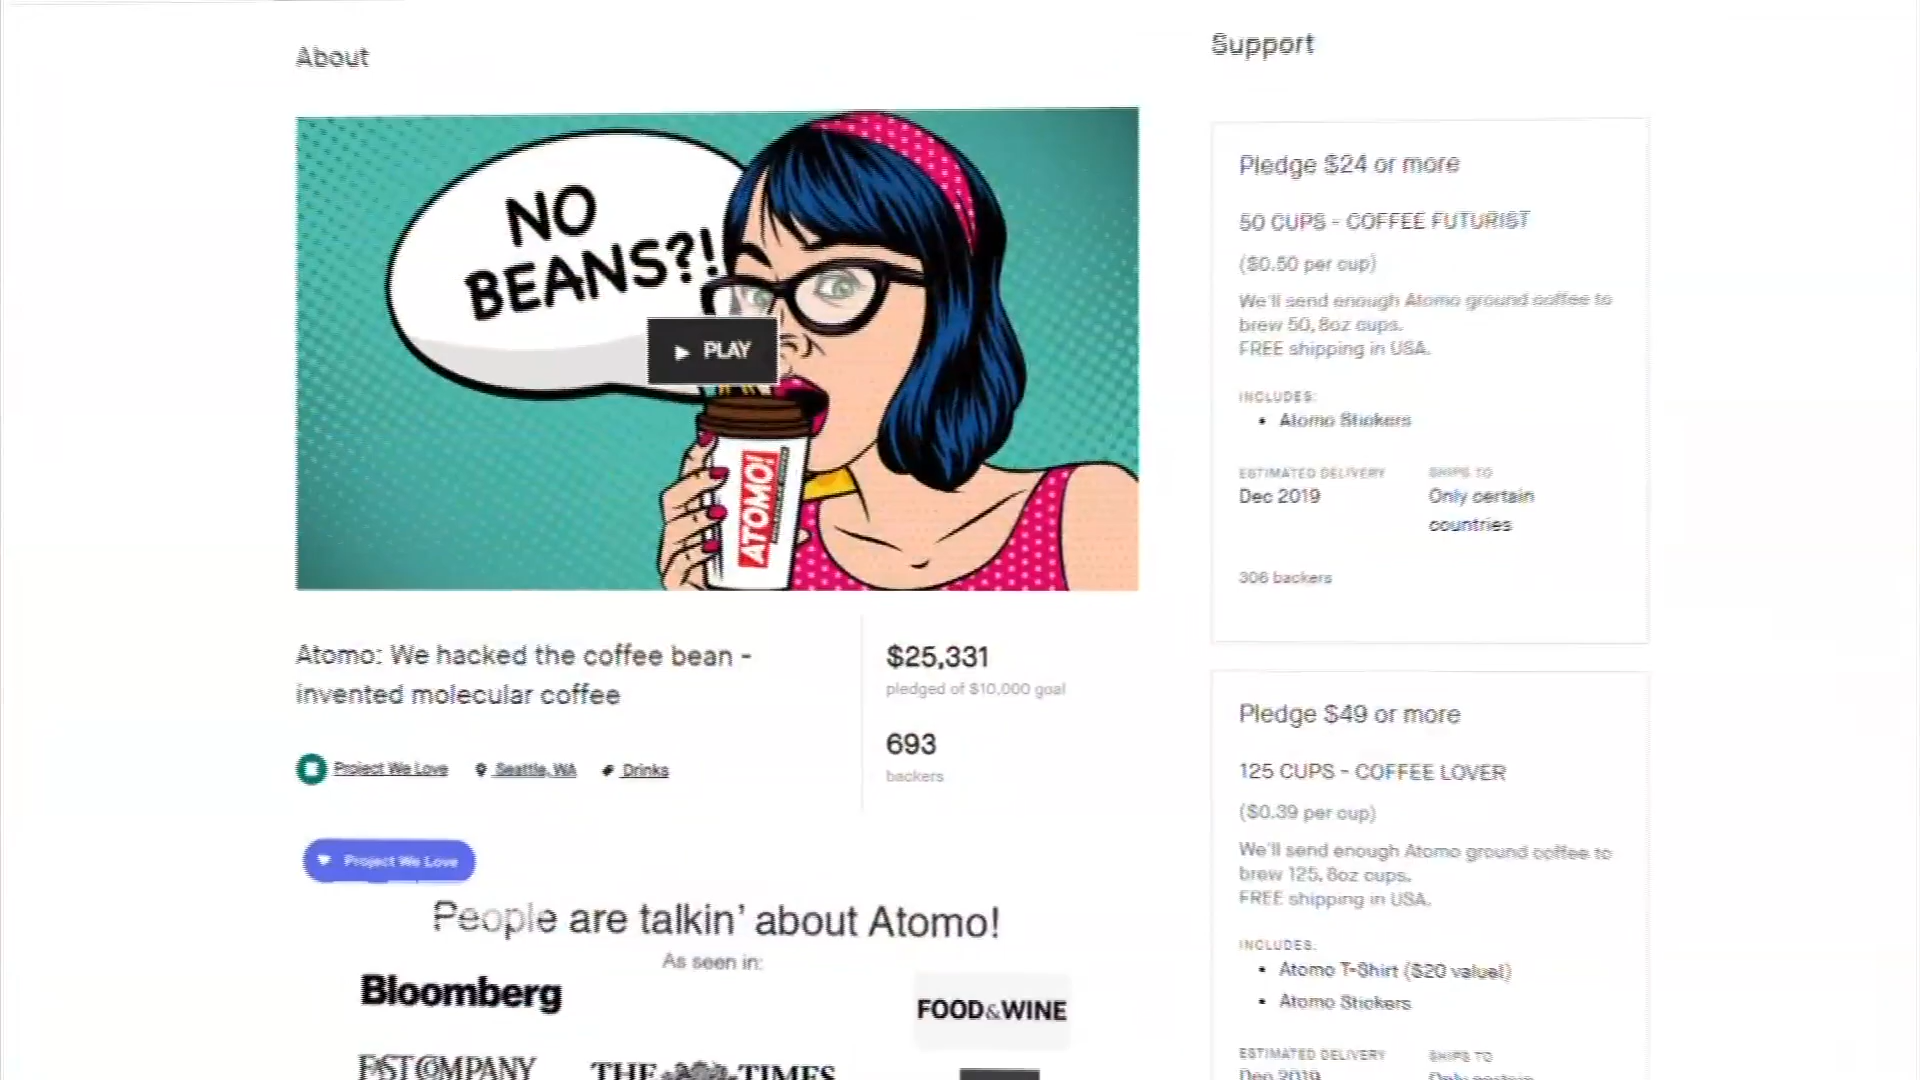 About
NO
BEANS?!
PLAY
ATOMO!
Atomo: We hacked the coffee bean -
invented molecular coffee
$25,331
pledged of $10,000 goal
693
backers
Project We Love
Seattle, WA
Drinks
Project We Love
People are talkin' about Atomo!
As seen in:
Bloomberg
FOOD&WINE
FAST COMPANY
THE TIMES
Support
Pledge $24 or more
50 CUPS - COFFEE FUTURIST
($0.50 per cup)
We'll send enough Atomo ground coffee to
brew 50, 8oz cups.
FREE shipping in USA.
INCLUDES:
• Atomo Stickers
ESTIMATED DELIVERY
Dec 2019
SHIPS TO
Only certain
countries
306 backers
Pledge $49 or more
125 CUPS - COFFEE LOVER
($0.39 per cup)
We'll send enough Atomo ground coffee to
brew 125, 8oz cups.
FREE shipping in USA.
INCLUDES:
• Atomo T-Shirt ($20 value!)
• Atomo Stickers
ESTIMATED DELIVERY
Dec 2019
SHIPS TO
Only certain